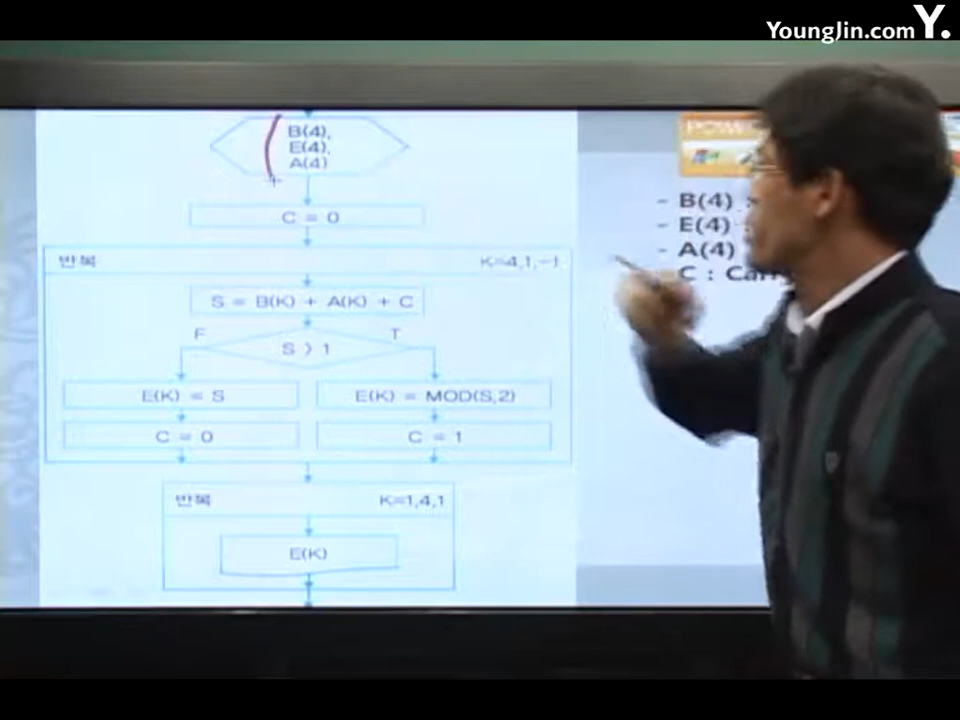 YoungJin.com Y.
B(4),
E(4),
A(4)
C = 0
반복 K=4,1,-1
S = B(K) + A(K) + C
F T
S > 1
E(K) = S E(K) = MOD(S,2)
C = 0 C = 1
반복 K=1,4,1
E(K)
- B(4) :
- E(4) :
- A(4)
- C :